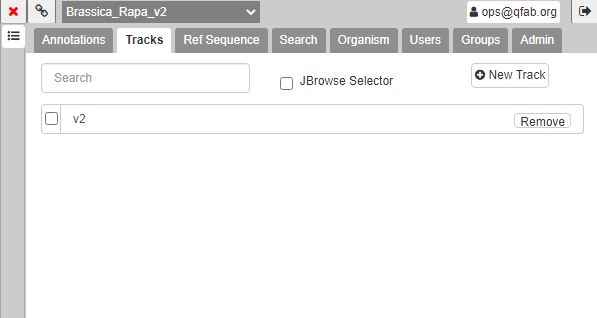 Brassica_Rapa_v2 ops@qfab.org
Annotations Tracks Ref Sequence Search Organism Users Groups Admin
Search JBrowse Selector New Track
v2 Remove